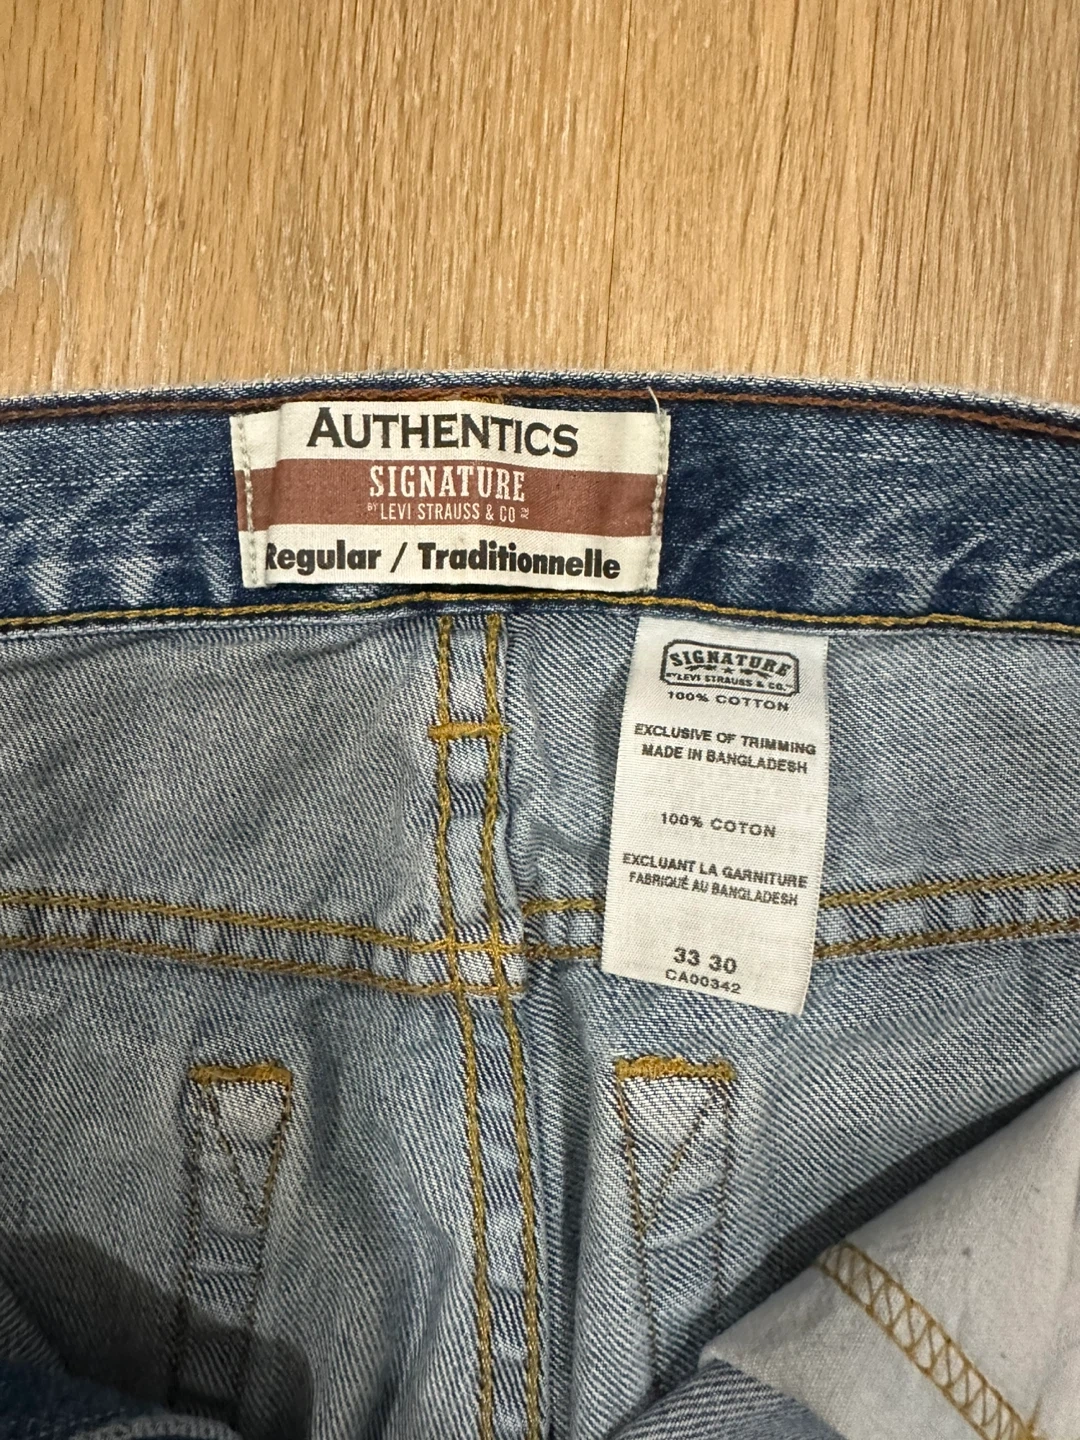 AUTHENTICS
SIGNATURE
BY LEVI STRAUSS & CO
Regular / Traditionnelle
SIGNATURE
BY LEVI STRAUSS & CO.
100% COTTON
EXCLUSIVE OF TRIMMING
MADE IN BANGLADESH
100% COTON
EXCLUANT LA GARNITURE
FABRIQUÉ AU BANGLADESH
33 30
CA00342